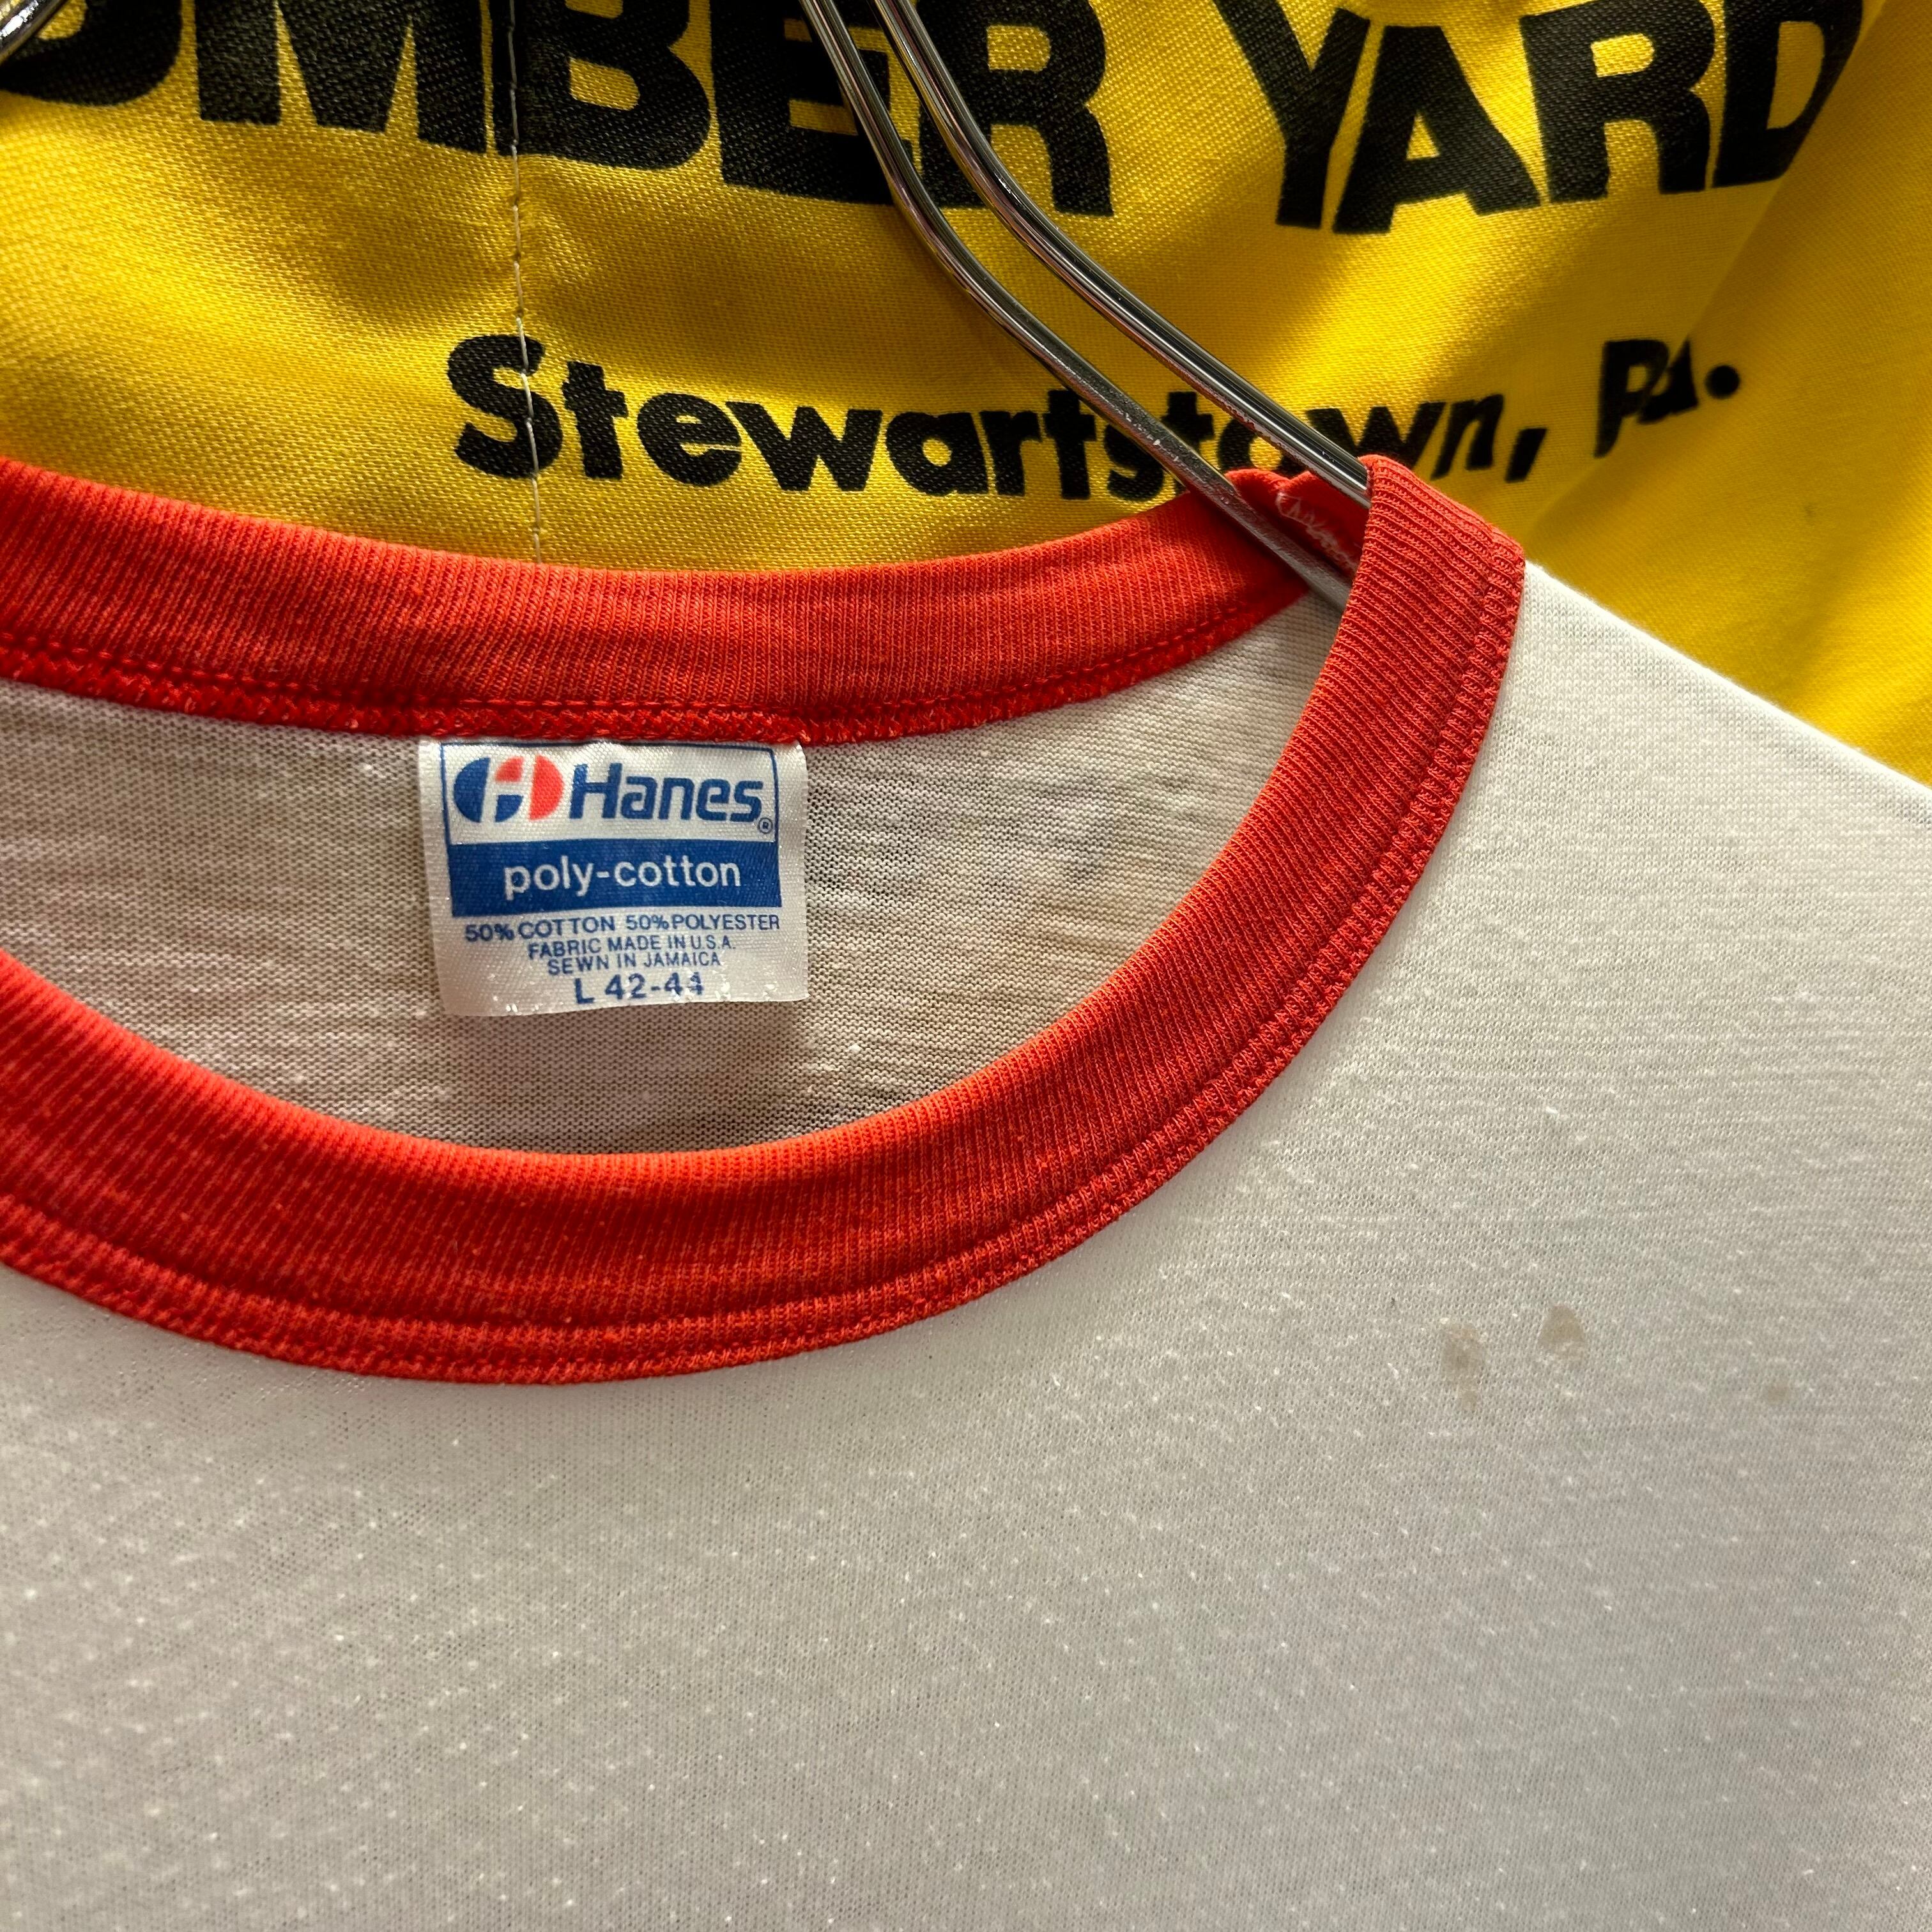 UMBER YARD
Stewartstown, Pa.
Hanes®
poly-cotton
50% COTTON 50% POLYESTER
FABRIC MADE IN U.S.A.
SEWN IN JAMAICA
L 42-44